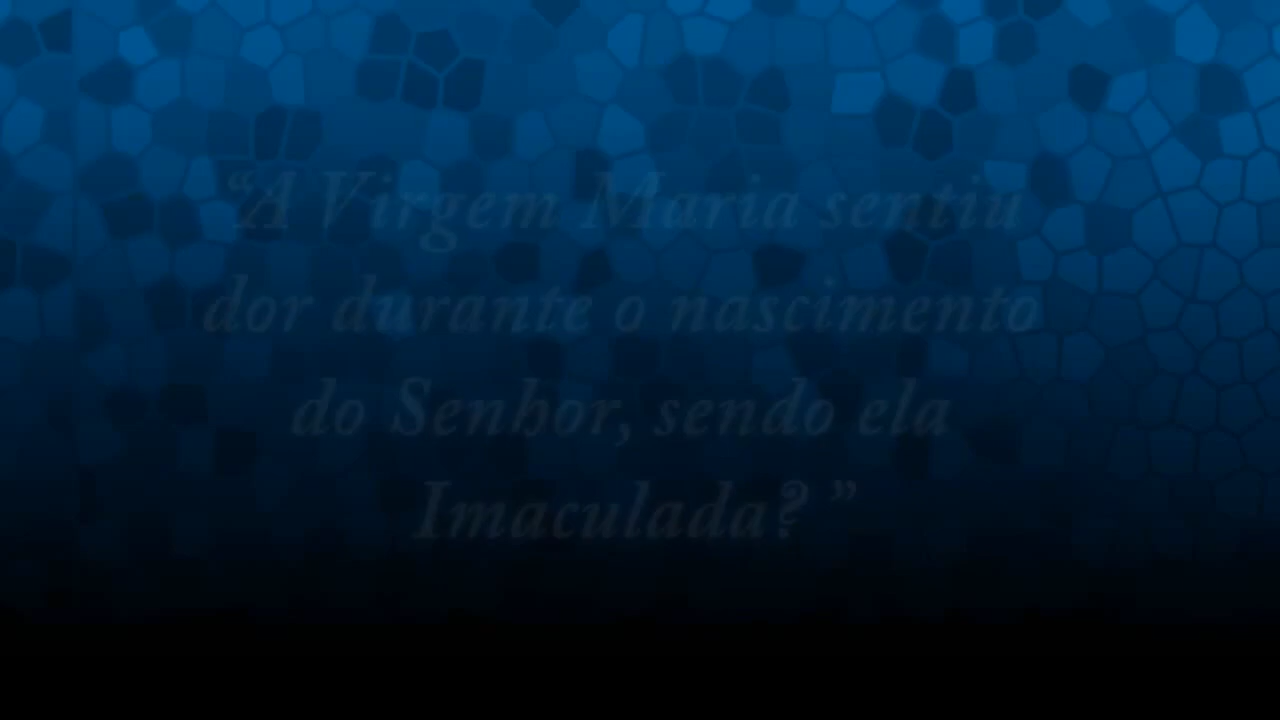 “A Virgem Maria sentiu
dor durante o nascimento
do Senhor, sendo ela
Imaculada? ”